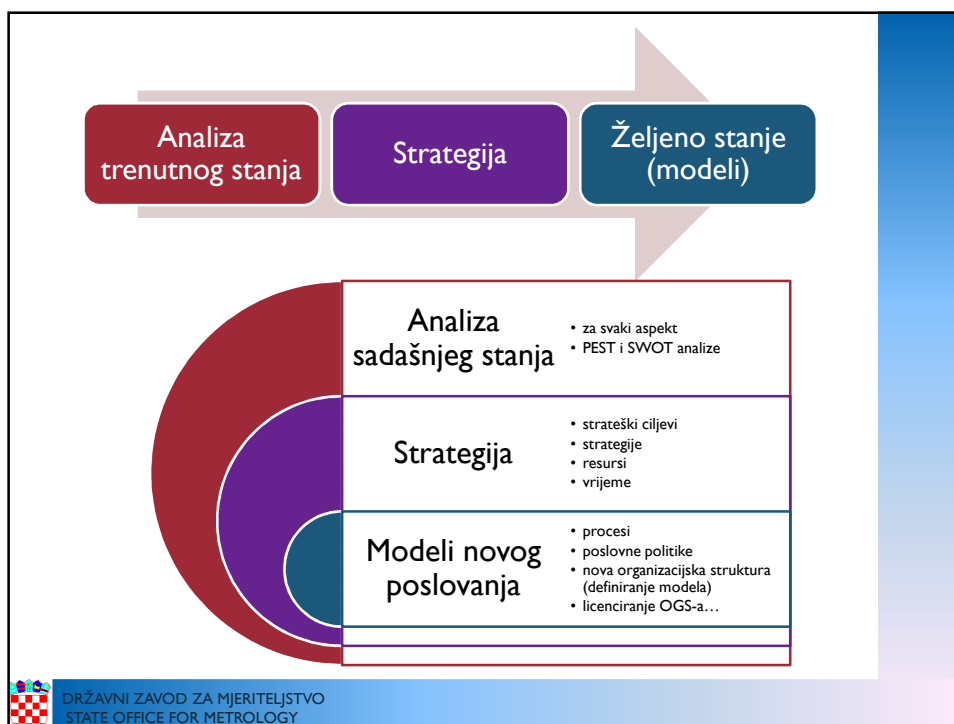 Analiza
trenutnog stanja
Strategija
Željeno stanje
(modeli)
Analiza
sadašnjeg stanja
• za svaki aspekt
• PEST i SWOT analize
Strategija
• strateški ciljevi
• strategije
• resursi
• vrijeme
Modeli novog
poslovanja
• procesi
• poslovne politike
• nova organizacijska struktura
(definiranje modela)
• licenciranje OGS-a...
DRŽAVNI ZAVOD ZA MJERITELJSTVO
STATE OFFICE FOR METROLOGY